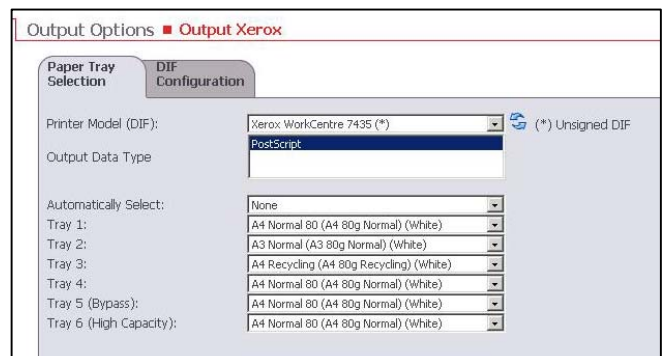 Output Options ■ Output Xerox
Paper Tray Selection
DIF Configuration
Printer Model (DIF): Xerox WorkCentre 7435 (*) (*) Unsigned DIF
Output Data Type PostScript
Automatically Select: None
Tray 1: A4 Normal 80 (A4 80g Normal) (White)
Tray 2: A3 Normal (A3 80g Normal) (White)
Tray 3: A4 Recycling (A4 80g Recycling) (White)
Tray 4: A4 Normal 80 (A4 80g Normal) (White)
Tray 5 (Bypass): A4 Normal 80 (A4 80g Normal) (White)
Tray 6 (High Capacity): A4 Normal 80 (A4 80g Normal) (White)